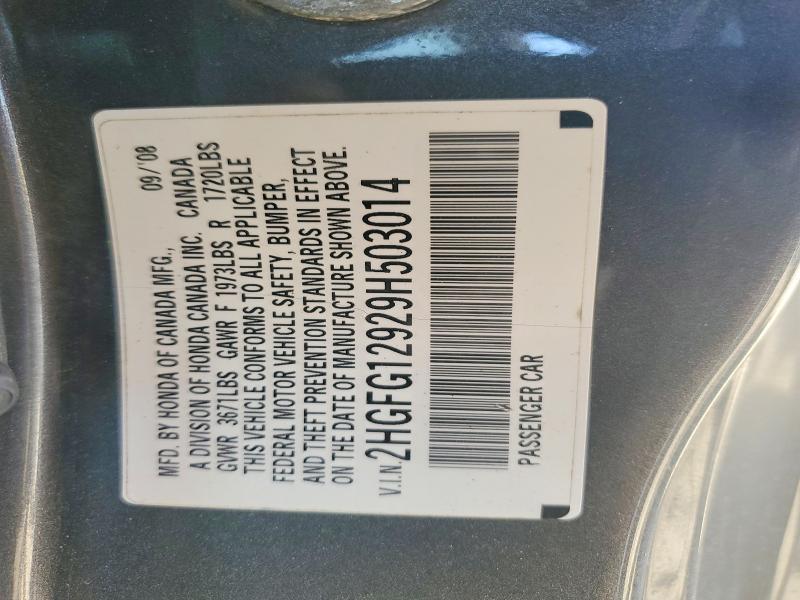 MFD. BY HONDA OF CANADA MFG., 09/'08
A DIVISION OF HONDA CANADA INC. CANADA
GVWR 3671LBS GAWR F 1973LBS R 1720LBS
THIS VEHICLE CONFORMS TO ALL APPLICABLE
FEDERAL MOTOR VEHICLE SAFETY, BUMPER,
AND THEFT PREVENTION STANDARDS IN EFFECT
ON THE DATE OF MANUFACTURE SHOWN ABOVE.
V.I.N. 2HGFG12929H503014
PASSENGER CAR